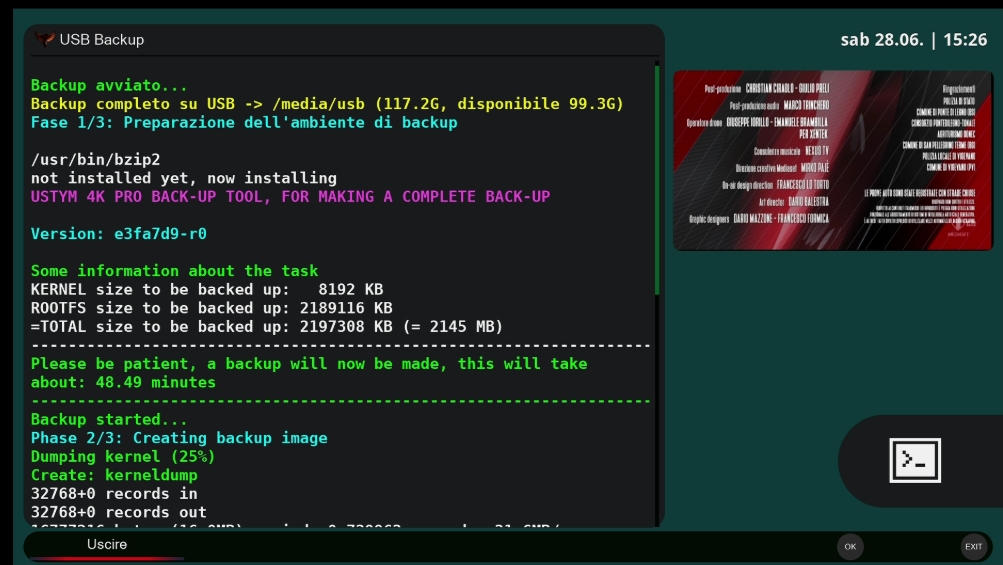 USB Backup
sab 28.06. | 15:26
Backup avviato...
Backup completo su USB -> /media/usb (117.2G, disponibile 99.3G)
Fase 1/3: Preparazione dell'ambiente di backup
/usr/bin/bzip2
not installed yet, now installing
USTYM 4K PRO BACK-UP TOOL, FOR MAKING A COMPLETE BACK-UP
Version: e3fa7d9-r0
Some information about the task
KERNEL size to be backed up:   8192 KB
ROOTFS size to be backed up: 2189116 KB
=TOTAL size to be backed up: 2197308 KB (= 2145 MB)
-------------------------------------------------------------------
Please be patient, a backup will now be made, this will take
about: 48.49 minutes
-------------------------------------------------------------------
Backup started...
Phase 2/3: Creating backup image
Dumping kernel (25%)
Create: kerneldump
32768+0 records in
32768+0 records out
Post-produzione CHRISTIAN CIRAOLO - GIULIO PRELI
Post-produzione audio MARCO TRINCHERO
Operatore drone GIUSEPPE IORILLO - EMANUELE BRAMBILLA
PER XENTEK
Consulenza musicale NEXUS TV
Direzione creativa Mediaset MIRKO PAJÈ
On-air design direction FRANCESCO LO TORTO
Art director DARIO BALESTRA
Graphic designers DARIO MAZZONE - FRANCESCO FORMICA
Ringraziamenti
POLIZIA DI STATO
COMUNE DI PONTE DI LEGNO (BS)
CONSORZIO PONTEDILEGNO-TONALE
AGRITURISMO
COMUNE DI SAN PELLEGRINO TERME (BG)
POLIZIA LOCALE DI VIGEVANO
COMUNE DI VIGEVANO (PV)
LE PROVE AUTO SONO STATE REGISTRATE CON STRADE CHIUSE
>_
Uscire
OK
EXIT